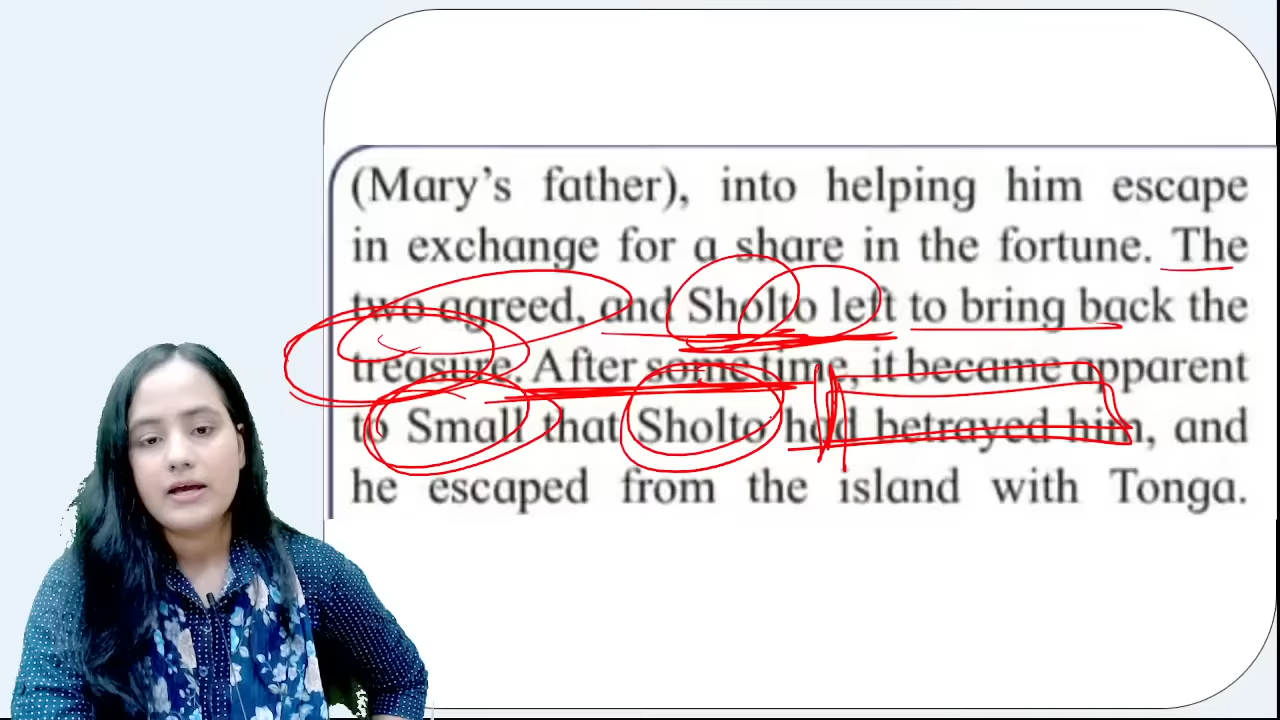 (Mary’s father), into helping him escape
in exchange for a share in the fortune. The
two agreed, and Sholto left to bring back the
treasure. After some time, it became apparent
to Small that Sholto had betrayed him, and
he escaped from the island with Tonga.